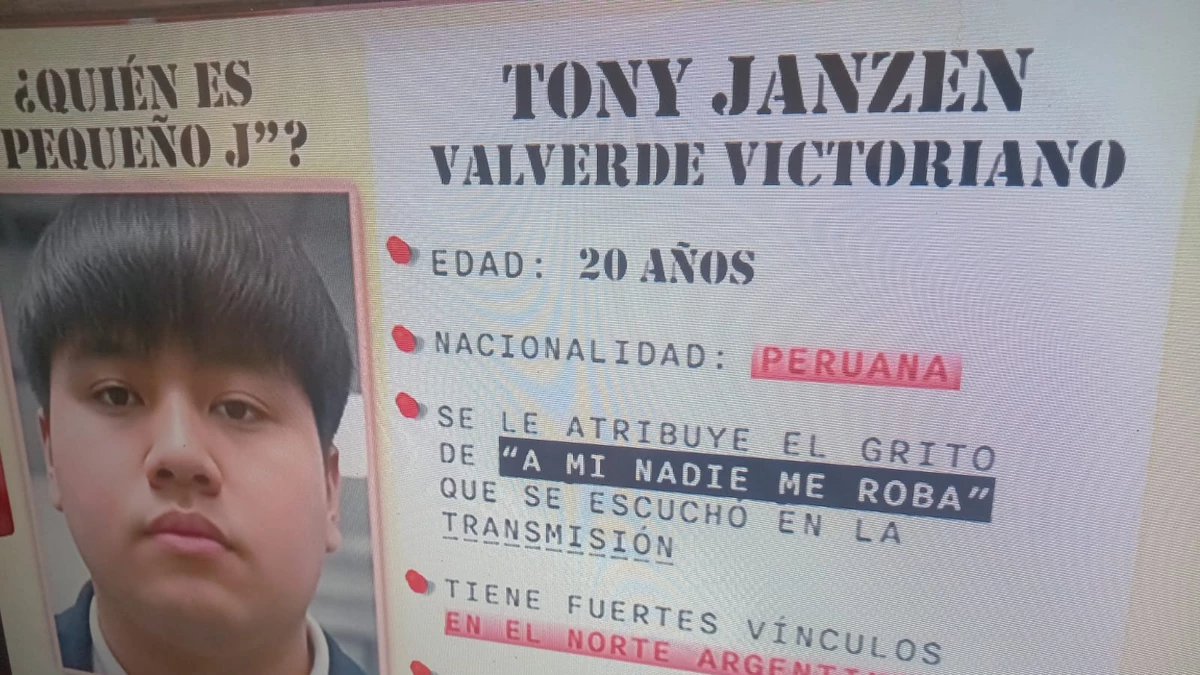 ¿QUIÉN ES
PEQUEÑO J”?
TONY JANZEN
VALVERDE VICTORIANO
EDAD: 20 AÑOS
NACIONALIDAD: PERUANA
SE LE ATRIBUYE EL GRITO
DE “A MI NADIE ME ROBA”
QUE SE ESCUCHÓ EN LA
TRANSMISIÓN
TIENE FUERTES VÍNCULOS
EN EL NORTE